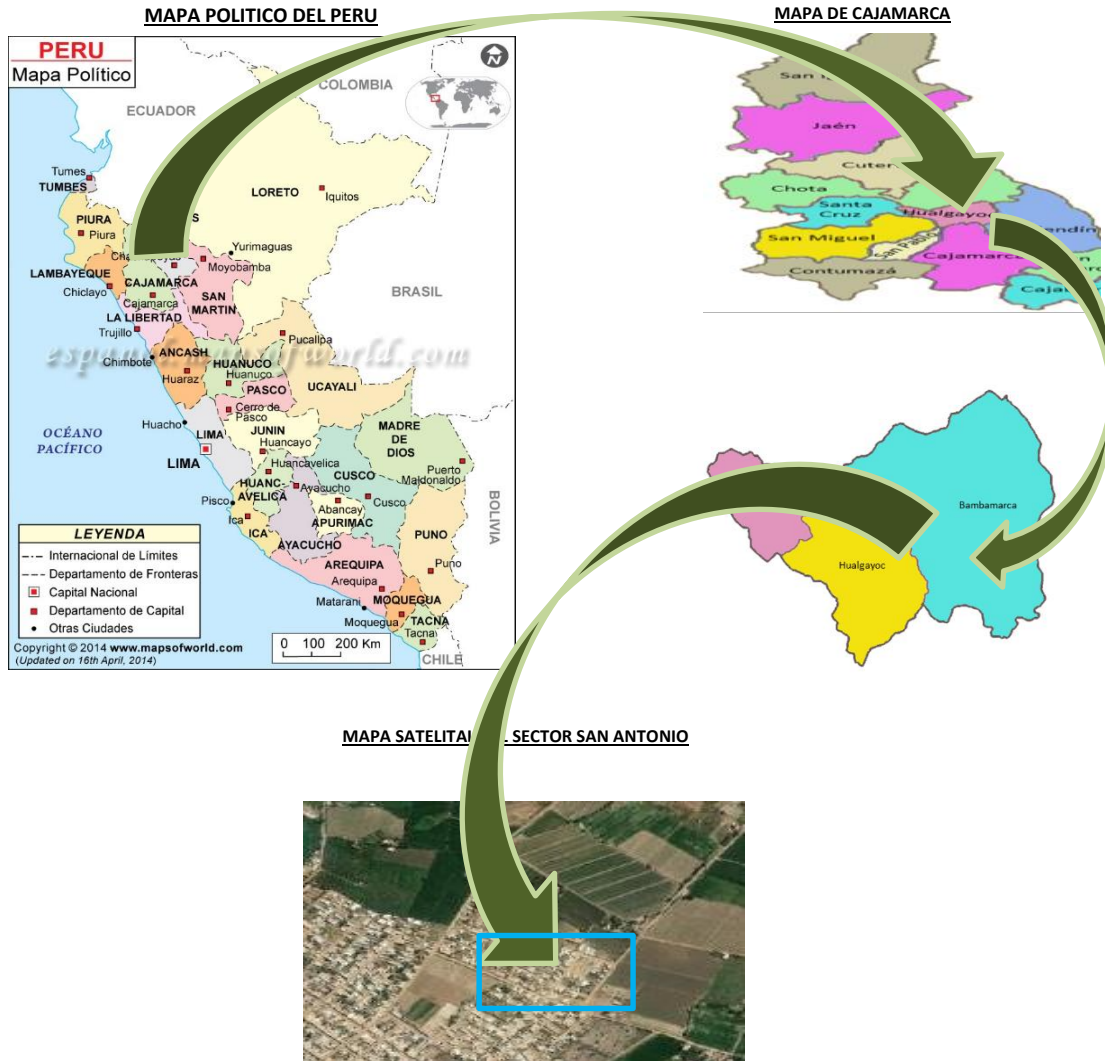 MAPA POLITICO DEL PERU
PERU
Mapa Político
COLOMBIA
ECUADOR
Tumes
TUMBES
LORETO
Iquitos
PIURA
Piura
Yurimaguas
Moyobamba
LAMBAYEQUE
CAJAMARCA
Chiclayo
Cajamarca
SAN
MARTIN
BRASIL
LA LIBERTAD
Trujillo
Pucallpa
espanol.mapsofworld.com
Chimbote
ANCASH
HUANUCO
Huanuco
Huaraz
PASCO
UCAYALI
Cerro de
Pasco
Huacho
LIMA
JUNIN
MADRE
DE
DIOS
OCÉANO
PACÍFICO
Huancayo
LIMA
Huancavelica
Puerto
Maldonado
HUANC-
AVELICA
Ayacucho
CUSCO
Cusco
Pisco
Abancay
Ica
APURIMAC
BOLIVIA
ICA
AYACUCHO
PUNO
LEYENDA
Internacional de Límites
Departamento de Fronteras
Capital Nacional
Departamento de Capital
Otras Ciudades
AREQUIPA
Puno
Arequipa
Matarani
MOQUEGUA
Moquegua
TACNA
Tacna
0 100 200 Km
CHILE
Copyright © 2014 www.mapsofworld.com
(Updated on 16th April, 2014)
N
MAPA DE CAJAMARCA
San
Jaén
Cuter
Chota
Santa
Cruz
Hualgayoc
San Miguel
San Pablo
Cajamarca
Contumazá
Bambamarca
Hualgayoc
MAPA SATELITAL
SECTOR SAN ANTONIO